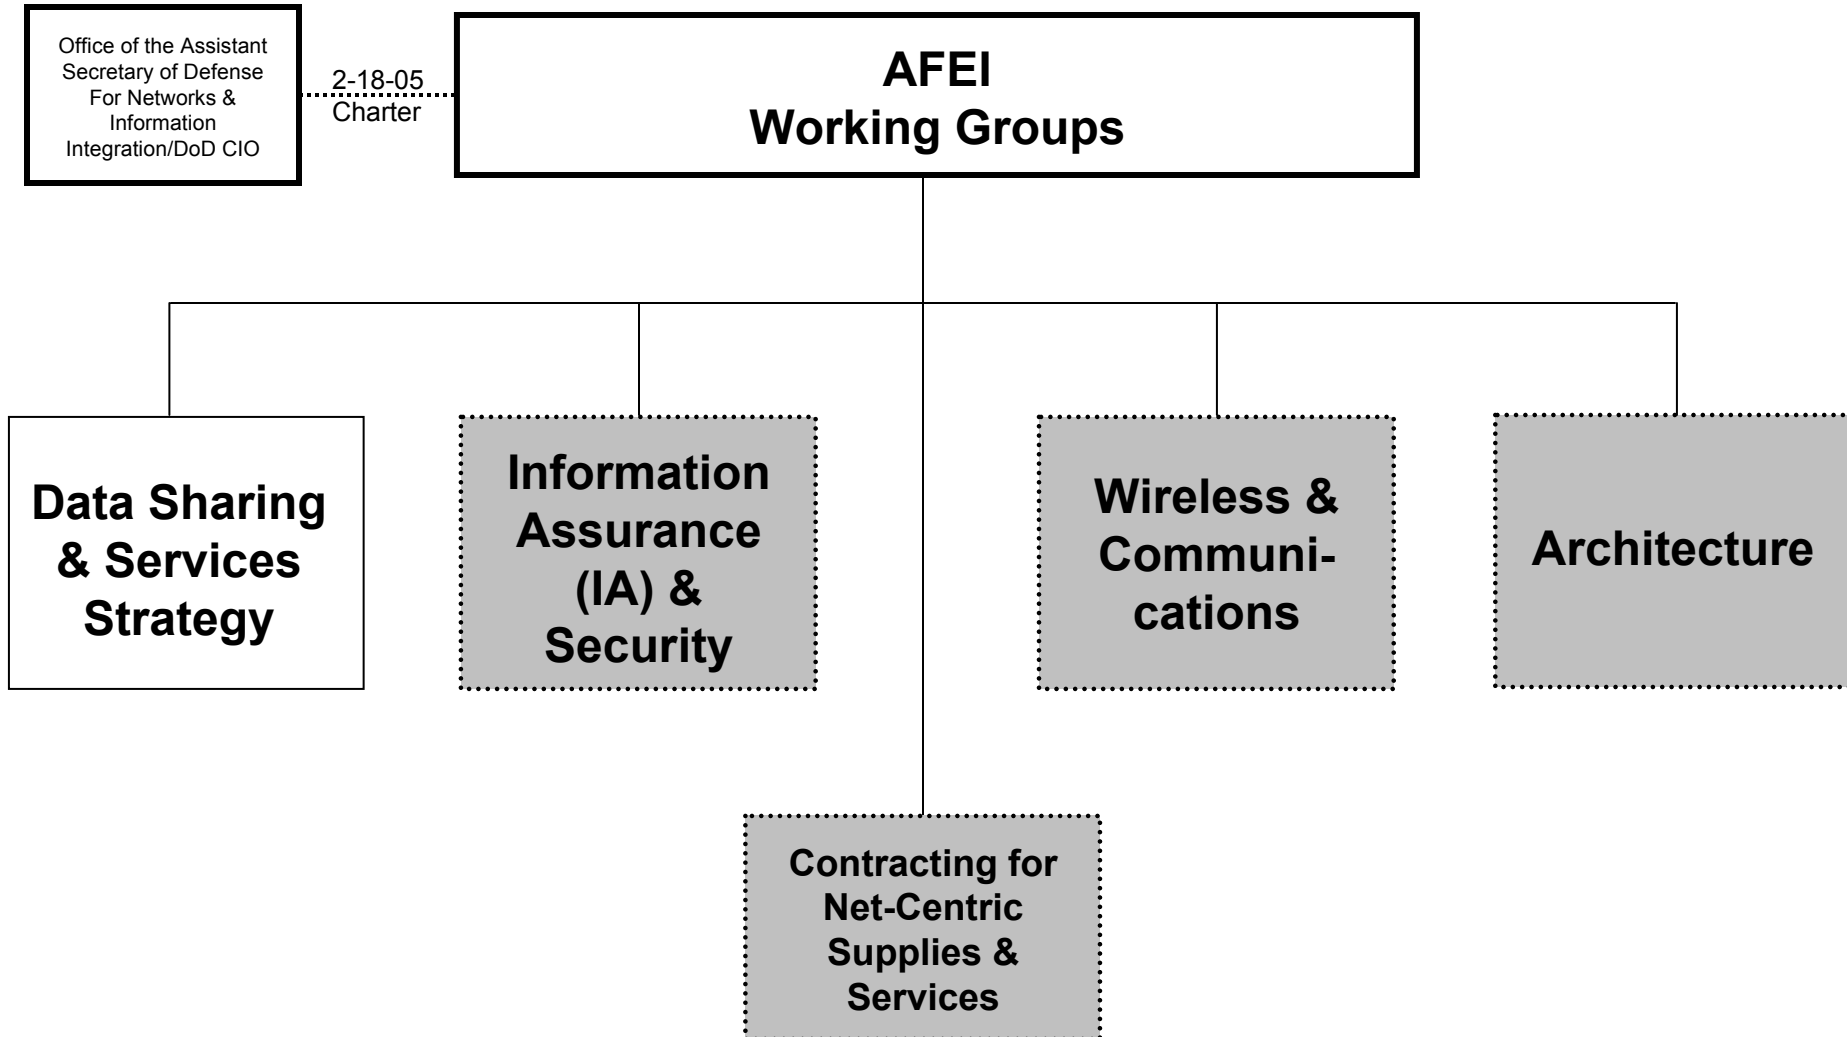 Office of the Assistant
Secretary of Defense
For Networks &
Information
Integration/DoD CIO
2-18-05
Charter
AFEI
Working Groups
Data Sharing
& Services
Strategy
Information
Assurance
(IA) &
Security
Wireless &
Communi-
cations
Architecture
Contracting for
Net-Centric
Supplies &
Services